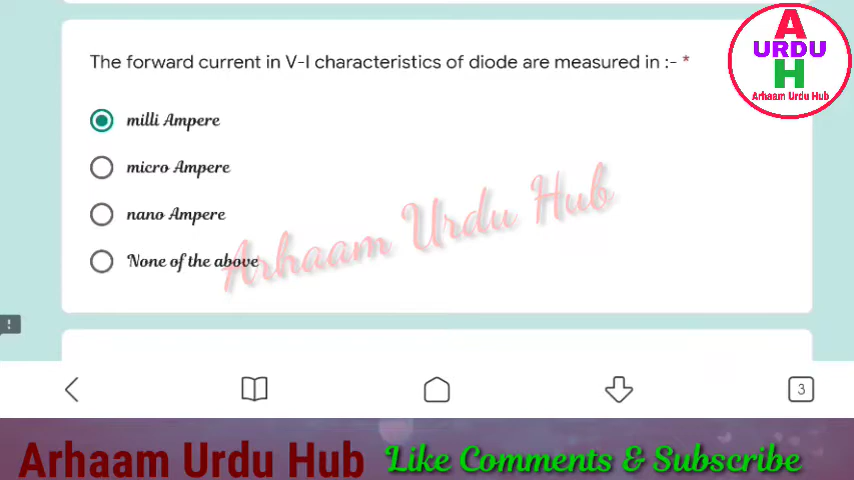 A
URDU
H
Arhaam Urdu Hub
The forward current in V-I characteristics of diode are measured in :- *
milli Ampere
micro Ampere
nano Ampere
None of the above
Arhaam Urdu Hub
!
3
Arhaam Urdu Hub Like Comments & Subscribe